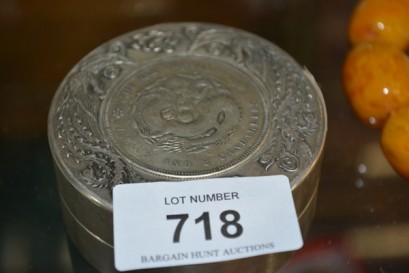 LOT NUMBER
718
BARGAIN HUNT AUCTIONS